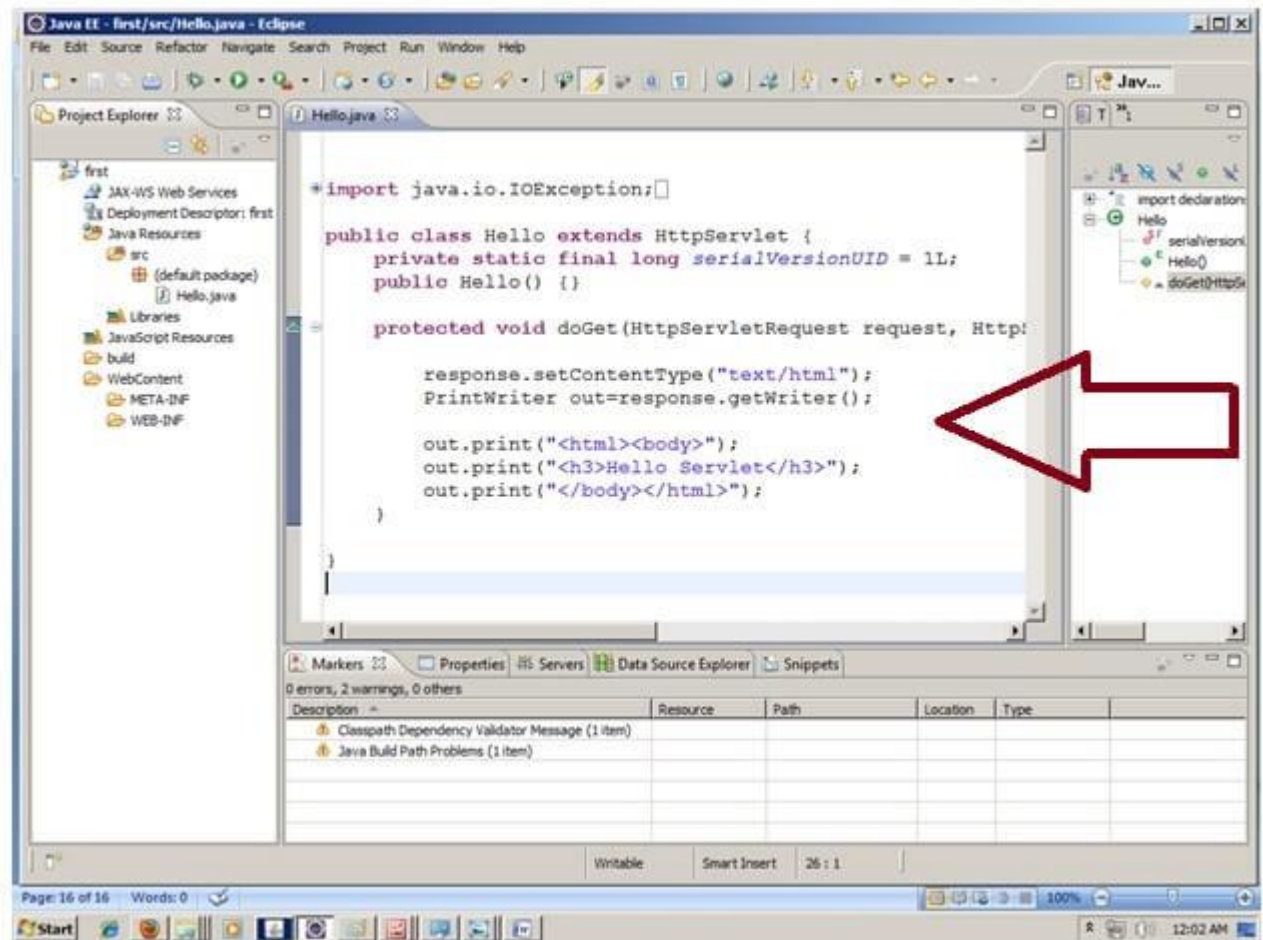 Java EE - first/src/Hello.java - Eclipse
File Edit Source Refactor Navigate Search Project Run Window Help
Jav...
Project Explorer
Hello.java
first
JAX-WS Web Services
Deployment Descriptor: first
Java Resources
src
(default package)
Hello.java
Libraries
JavaScript Resources
build
WebContent
META-INF
WEB-INF
import java.io.IOException;
public class Hello extends HttpServlet {
private static final long serialVersionUID = 1L;
public Hello() {}
protected void doGet(HttpServletRequest request, Https
response.setContentType("text/html");
PrintWriter out=response.getWriter();
out.print("<html><body>");
out.print("<h3>Hello Servlet</h3>");
out.print("</body></html>");
}
}
import declarations
Hello
serialVersionU
Hello()
doGet(HttpSe
Markers Properties Servers Data Source Explorer Snippets
0 errors, 2 warnings, 0 others
Description Resource Path Location Type
Classpath Dependency Validator Message (1 item)
Java Build Path Problems (1 item)
Writable Smart Insert 26 : 1
Page: 16 of 16 Words: 0 100%
Start 12:02 AM